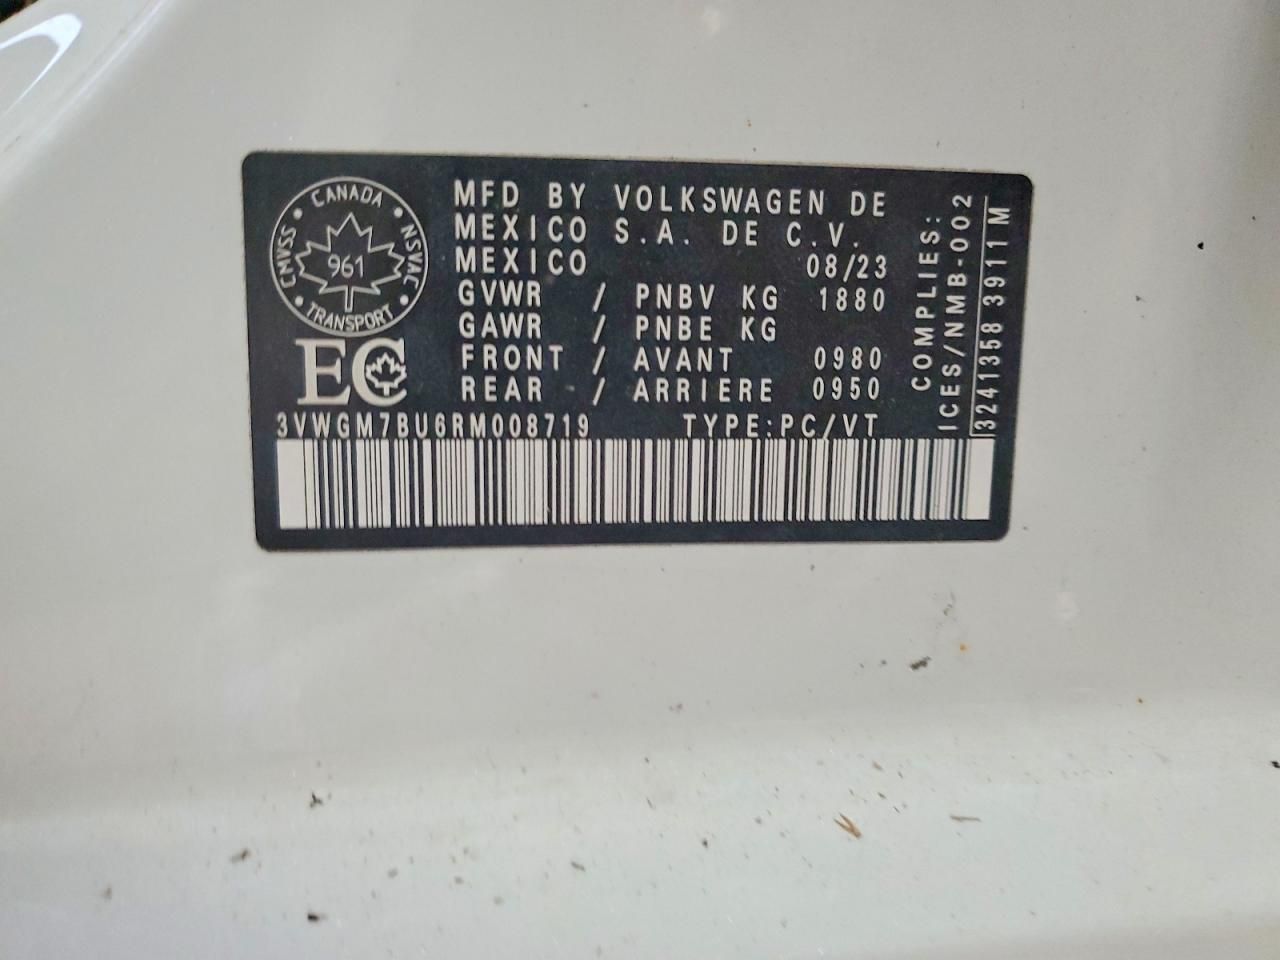 CANADA
CMVSS
NSVAC
961
TRANSPORT
EC
MFD BY VOLKSWAGEN DE
MEXICO S.A. DE C.V.
MEXICO 08/23
GVWR / PNBV KG 1880
GAWR / PNBE KG
FRONT / AVANT 0980
REAR / ARRIERE 0950
3VWGM7BU6RM008719 TYPE:PC/VT
COMPLIES:
ICES/NMB-002
3241358 3911 M